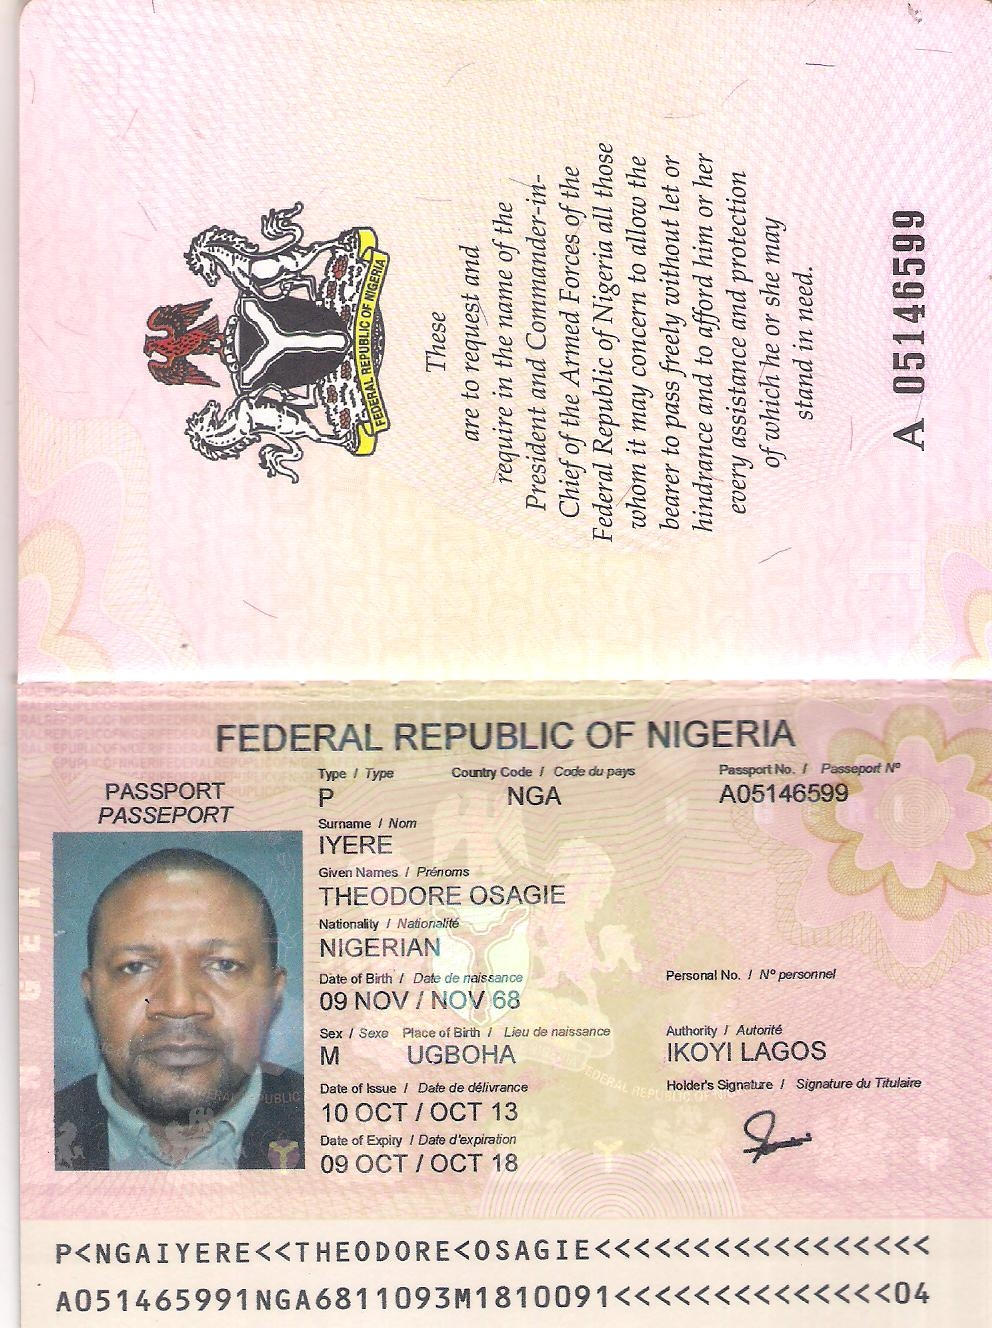 FEDERAL REPUBLIC OF NIGERIA
These
are to request and
require in the name of the
President and Commander-in-
Chief of the Armed Forces of the
Federal Republic of Nigeria all those
whom it may concern to allow the
bearer to pass freely without let or
hindrance and to afford him or her
every assistance and protection
of which he or she may
stand in need.
A 05146599
FEDERAL REPUBLIC OF NIGERIA
PASSPORT
PASSEPORT
Type / Type Country Code / Code du pays Passport No. / Passeport Nº
P NGA A05146599
Surname / Nom
IYERE
Given Names / Prénoms
THEODORE OSAGIE
Nationality / Nationalité
NIGERIAN
Date of Birth / Date de naissance Personal No. / Nº personnel
09 NOV / NOV 68
Sex / Sexe Place of Birth / Lieu de naissance Authority / Autorité
M UGBOHA IKOYI LAGOS
Date of Issue / Date de délivrance Holder's Signature / Signature du Titulaire
10 OCT / OCT 13
Date of Expiry / Date d'expiration
09 OCT / OCT 18
P<NGAIYERE<<THEODORE<OSAGIE<<<<<<<<<<<<<<<<<
A051465991NGA6811093M1810091<<<<<<<<<<<<<<04